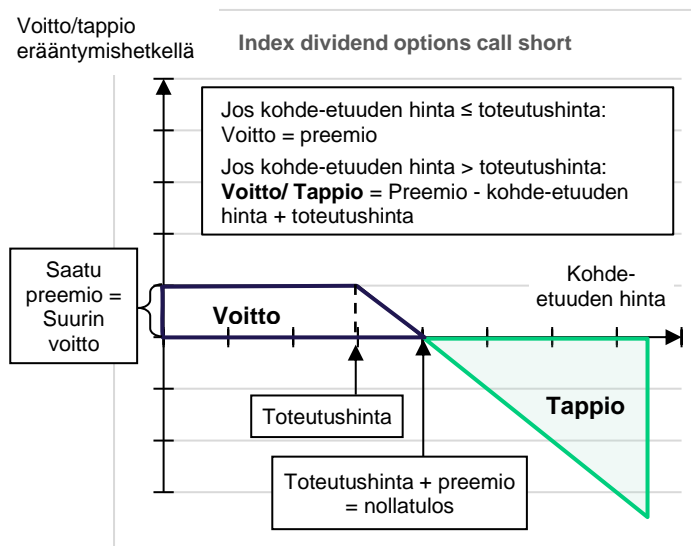 Voitto/tappio
erääntymishetkellä
Index dividend options call short
Jos kohde-etuuden hinta ≤ toteutushinta:
Voitto = preemio
Jos kohde-etuuden hinta > toteutushinta:
Voitto/ Tappio = Preemio - kohde-etuuden
hinta + toteutushinta
Saatu
preemio =
Suurin
voitto
Voitto
Kohde-
etuuden hinta
Toteutushinta
Tappio
Toteutushinta + preemio
= nollatulos